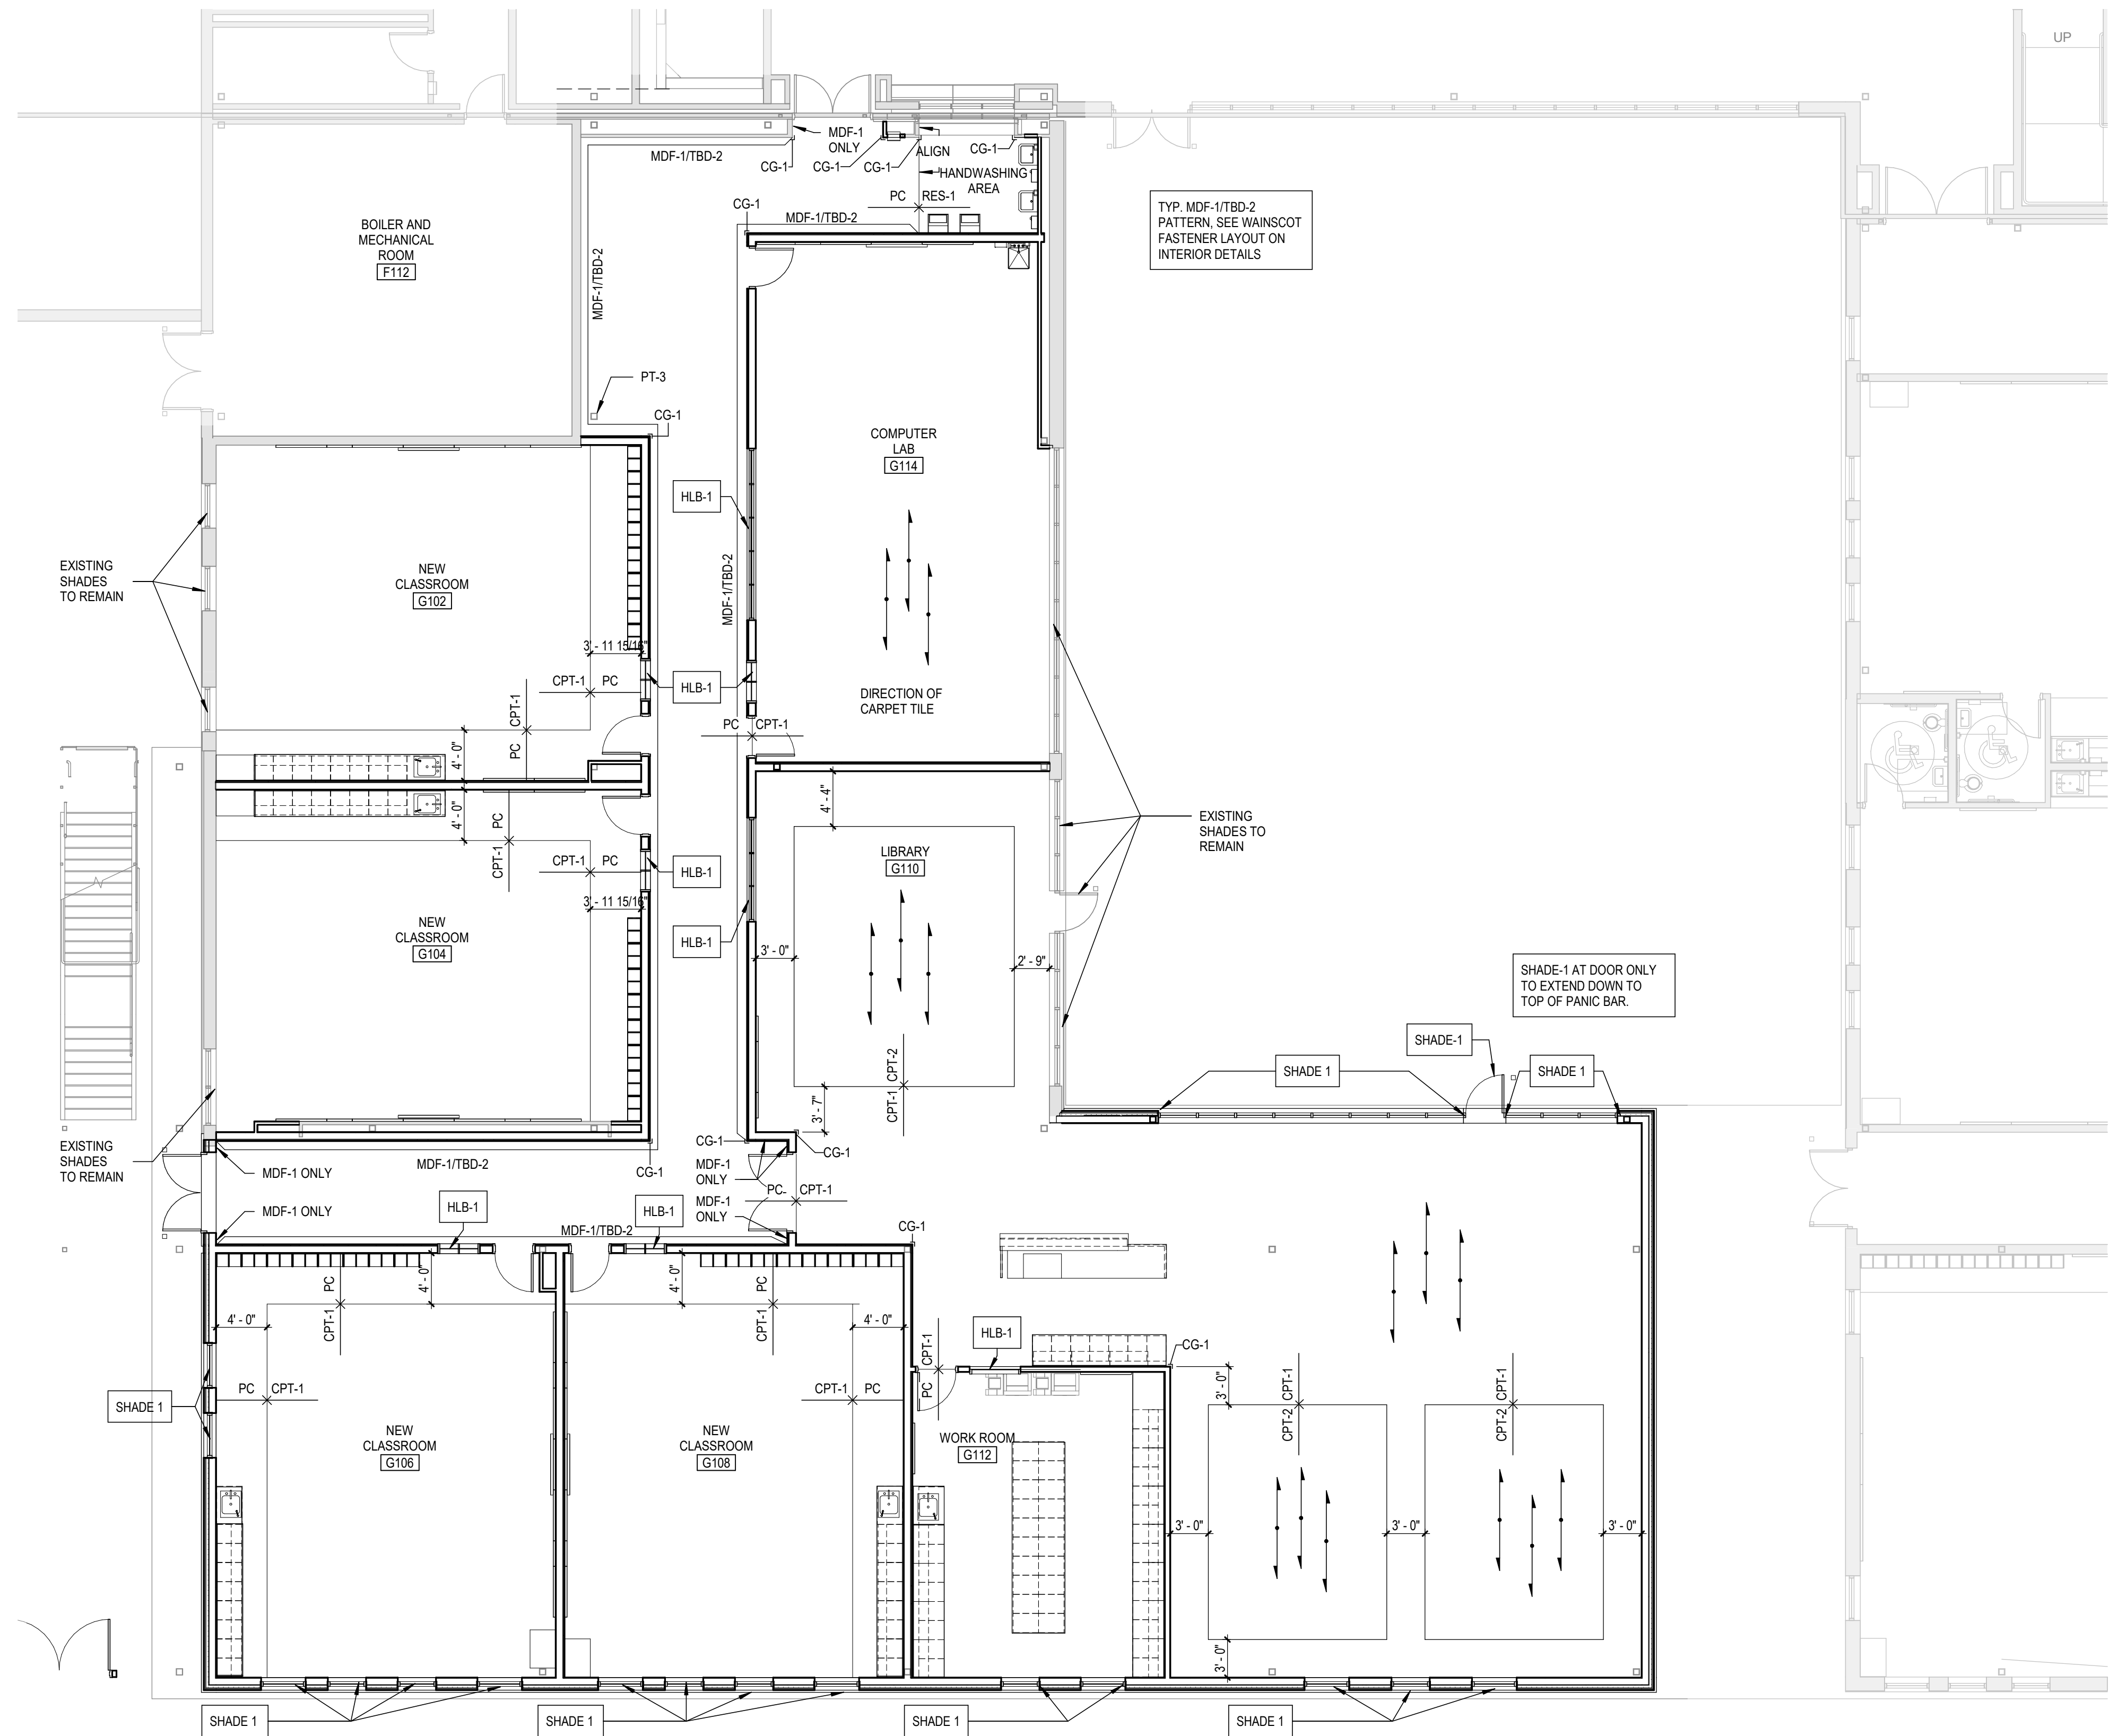 UP
MDF-1
ONLY
MDF-1/TBD-2
CG-1
CG-1
CG-1
ALIGN
CG-1
HANDWASHING
AREA
PC
RES-1
CG-1
MDF-1/TBD-2
TYP. MDF-1/TBD-2
PATTERN, SEE WAINSCOT
FASTENER LAYOUT ON
INTERIOR DETAILS
BOILER AND
MECHANICAL
ROOM
F112
MDF-1/TBD-2
PT-3
CG-1
COMPUTER
LAB
G114
HLB-1
EXISTING
SHADES
TO REMAIN
NEW
CLASSROOM
G102
MDF-1/TBD-2
3' - 11 15/16"
CPT-1
PC
HLB-1
DIRECTION OF
CARPET TILE
CPT-1
PC
4' - 0"
PC
CPT-1
4' - 0"
PC
CPT-1
CPT-1
PC
3' - 11 15/16"
HLB-1
4' - 4"
LIBRARY
G110
EXISTING
SHADES TO
REMAIN
NEW
CLASSROOM
G104
HLB-1
3' - 0"
2' - 9"
SHADE-1 AT DOOR ONLY
TO EXTEND DOWN TO
TOP OF PANIC BAR.
SHADE-1
SHADE 1
SHADE 1
CPT-2
CPT-1
3' - 7"
EXISTING
SHADES
TO REMAIN
CG-1
CG-1
CG-1
MDF-1/TBD-2
MDF-1 ONLY
MDF-1
ONLY
PC
CPT-1
MDF-1 ONLY
HLB-1
HLB-1
MDF-1
ONLY
MDF-1/TBD-2
CG-1
PC
CPT-1
4' - 0"
4' - 0"
PC
CPT-1
4' - 0"
4' - 0"
HLB-1
CPT-1
PC
CG-1
3' - 0"
CPT-1
CPT-2
CPT-1
CPT-2
SHADE 1
PC
CPT-1
CPT-1
PC
NEW
CLASSROOM
G106
NEW
CLASSROOM
G108
WORK ROOM
G112
3' - 0"
3' - 0"
3' - 0"
3' - 0"
SHADE 1
SHADE 1
SHADE 1
SHADE 1